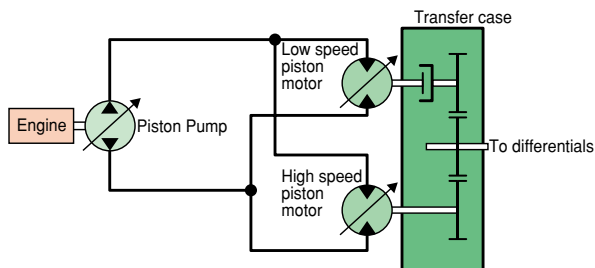 Transfer case
Low speed
piston
motor
Engine
Piston Pump
To differentials
High speed
piston
motor